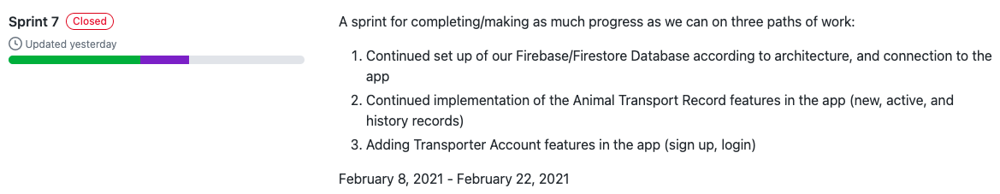 Sprint 7 Closed
Updated yesterday
A sprint for completing/making as much progress as we can on three paths of work:
1. Continued set up of our Firebase/Firestore Database according to architecture, and connection to the
app
2. Continued implementation of the Animal Transport Record features in the app (new, active, and
history records)
3. Adding Transporter Account features in the app (sign up, login)
February 8, 2021 - February 22, 2021